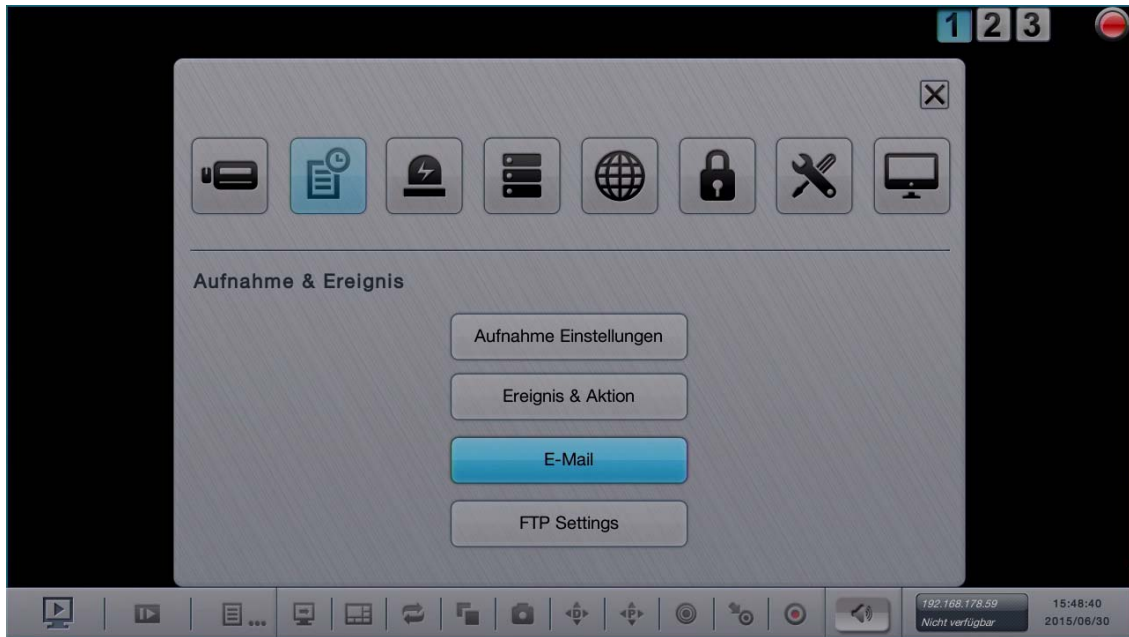 1 2 3
Aufnahme & Ereignis
Aufnahme Einstellungen
Ereignis & Aktion
E-Mail
FTP Settings
192.168.178.59
Nicht verfügbar
15:48:40
2015/06/30